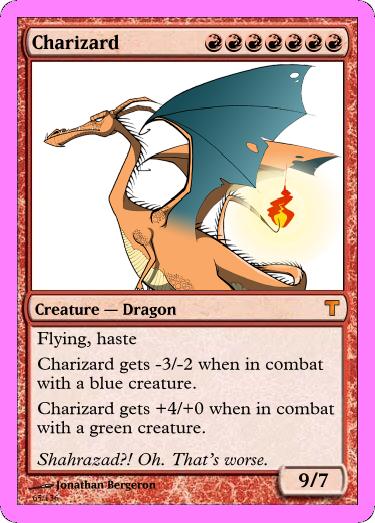 Charizard
Creature — Dragon
T
Flying, haste
Charizard gets -3/-2 when in combat
with a blue creature.
Charizard gets +4/+0 when in combat
with a green creature.
Shahrazad?! Oh. That's worse.
9/7
Jonathan Bergeron